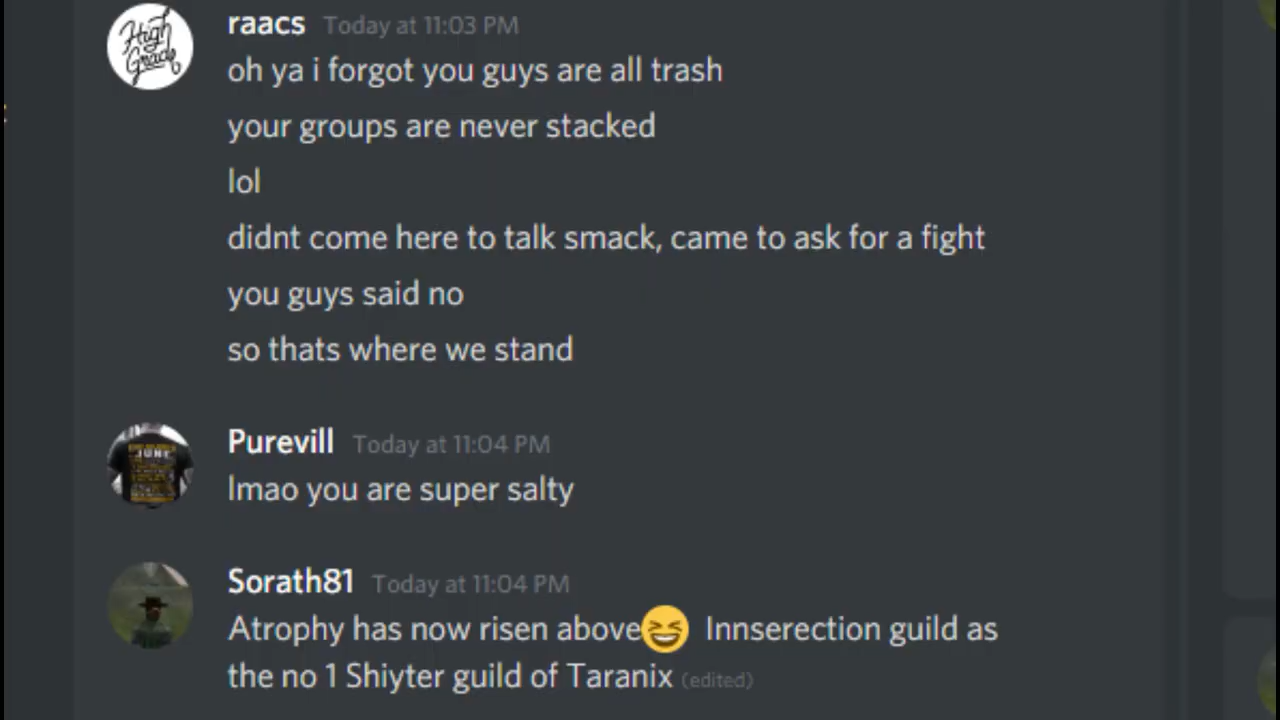 High
Grade
raacs Today at 11:03 PM
oh ya i forgot you guys are all trash
your groups are never stacked
lol
didnt come here to talk smack, came to ask for a fight
you guys said no
so thats where we stand
JUNE
Purevill Today at 11:04 PM
lmao you are super salty
Sorath81 Today at 11:04 PM
Atrophy has now risen above😆 Innserection guild as
the no 1 Shiyter guild of Taranix (edited)